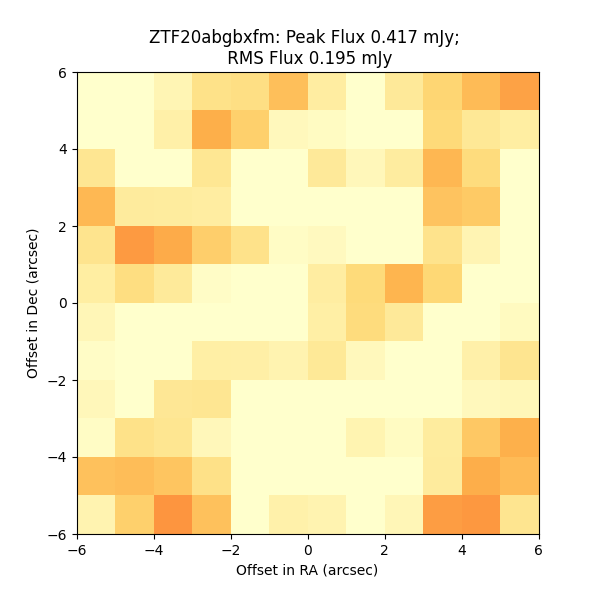 ZTF20abgbxfm: Peak Flux 0.417 mJy;
RMS Flux 0.195 mJy
6
4
2
0
−2
−4
−6
Offset in Dec (arcsec)
−6 −4 −2 0 2 4 6
Offset in RA (arcsec)